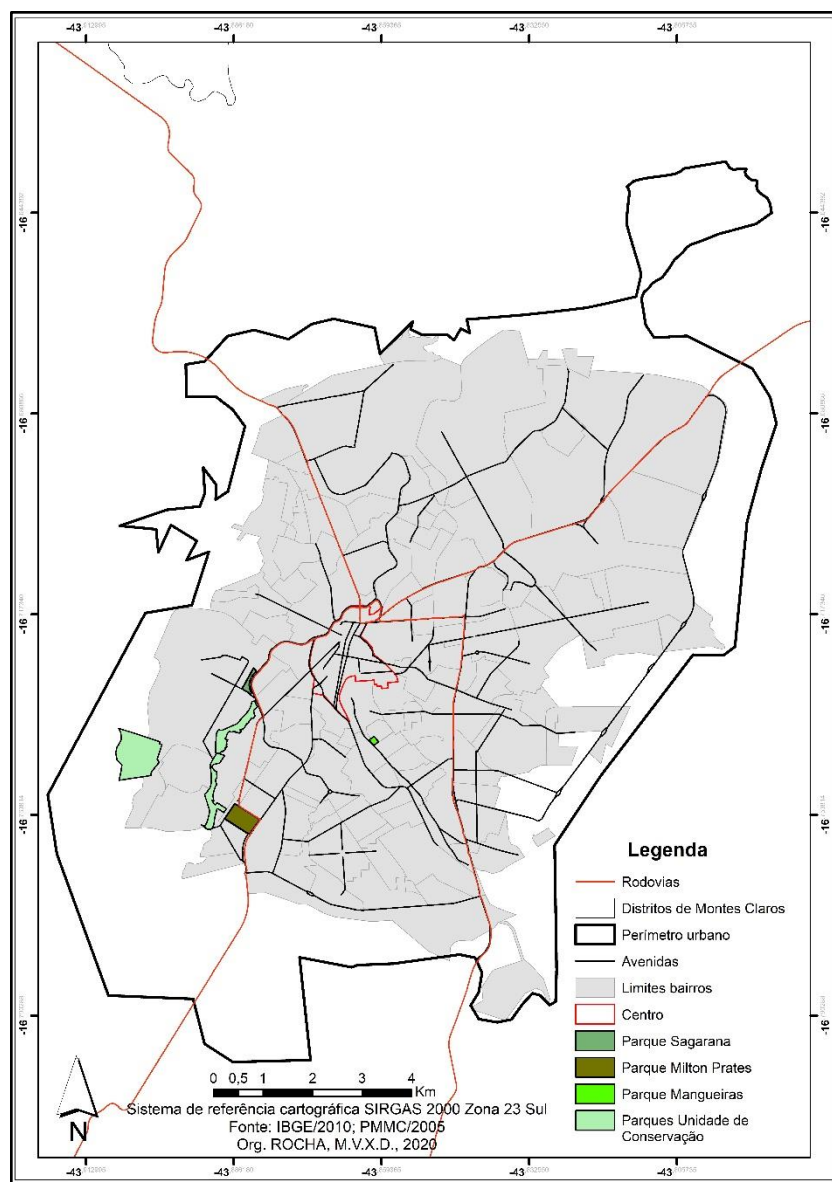 -43 -43 -43 -43 -43
-16 -16
-16 -16
-16 -16
-16 -16
Legenda
Rodovias
Distritos de Montes Claros
Perímetro urbano
Avenidas
Limites bairros
Centro
Parque Sagarana
Parque Milton Prates
Parque Mangueiras
Parques Unidade de
Conservação
N
0 0,5 1 2 3 4
Km
Sistema de referência cartográfica SIRGAS 2000 Zona 23 Sul
Fonte: IBGE/2010; PMMC/2005
Org. ROCHA, M.V.X.D., 2020
-43 -43 -43 -43 -43